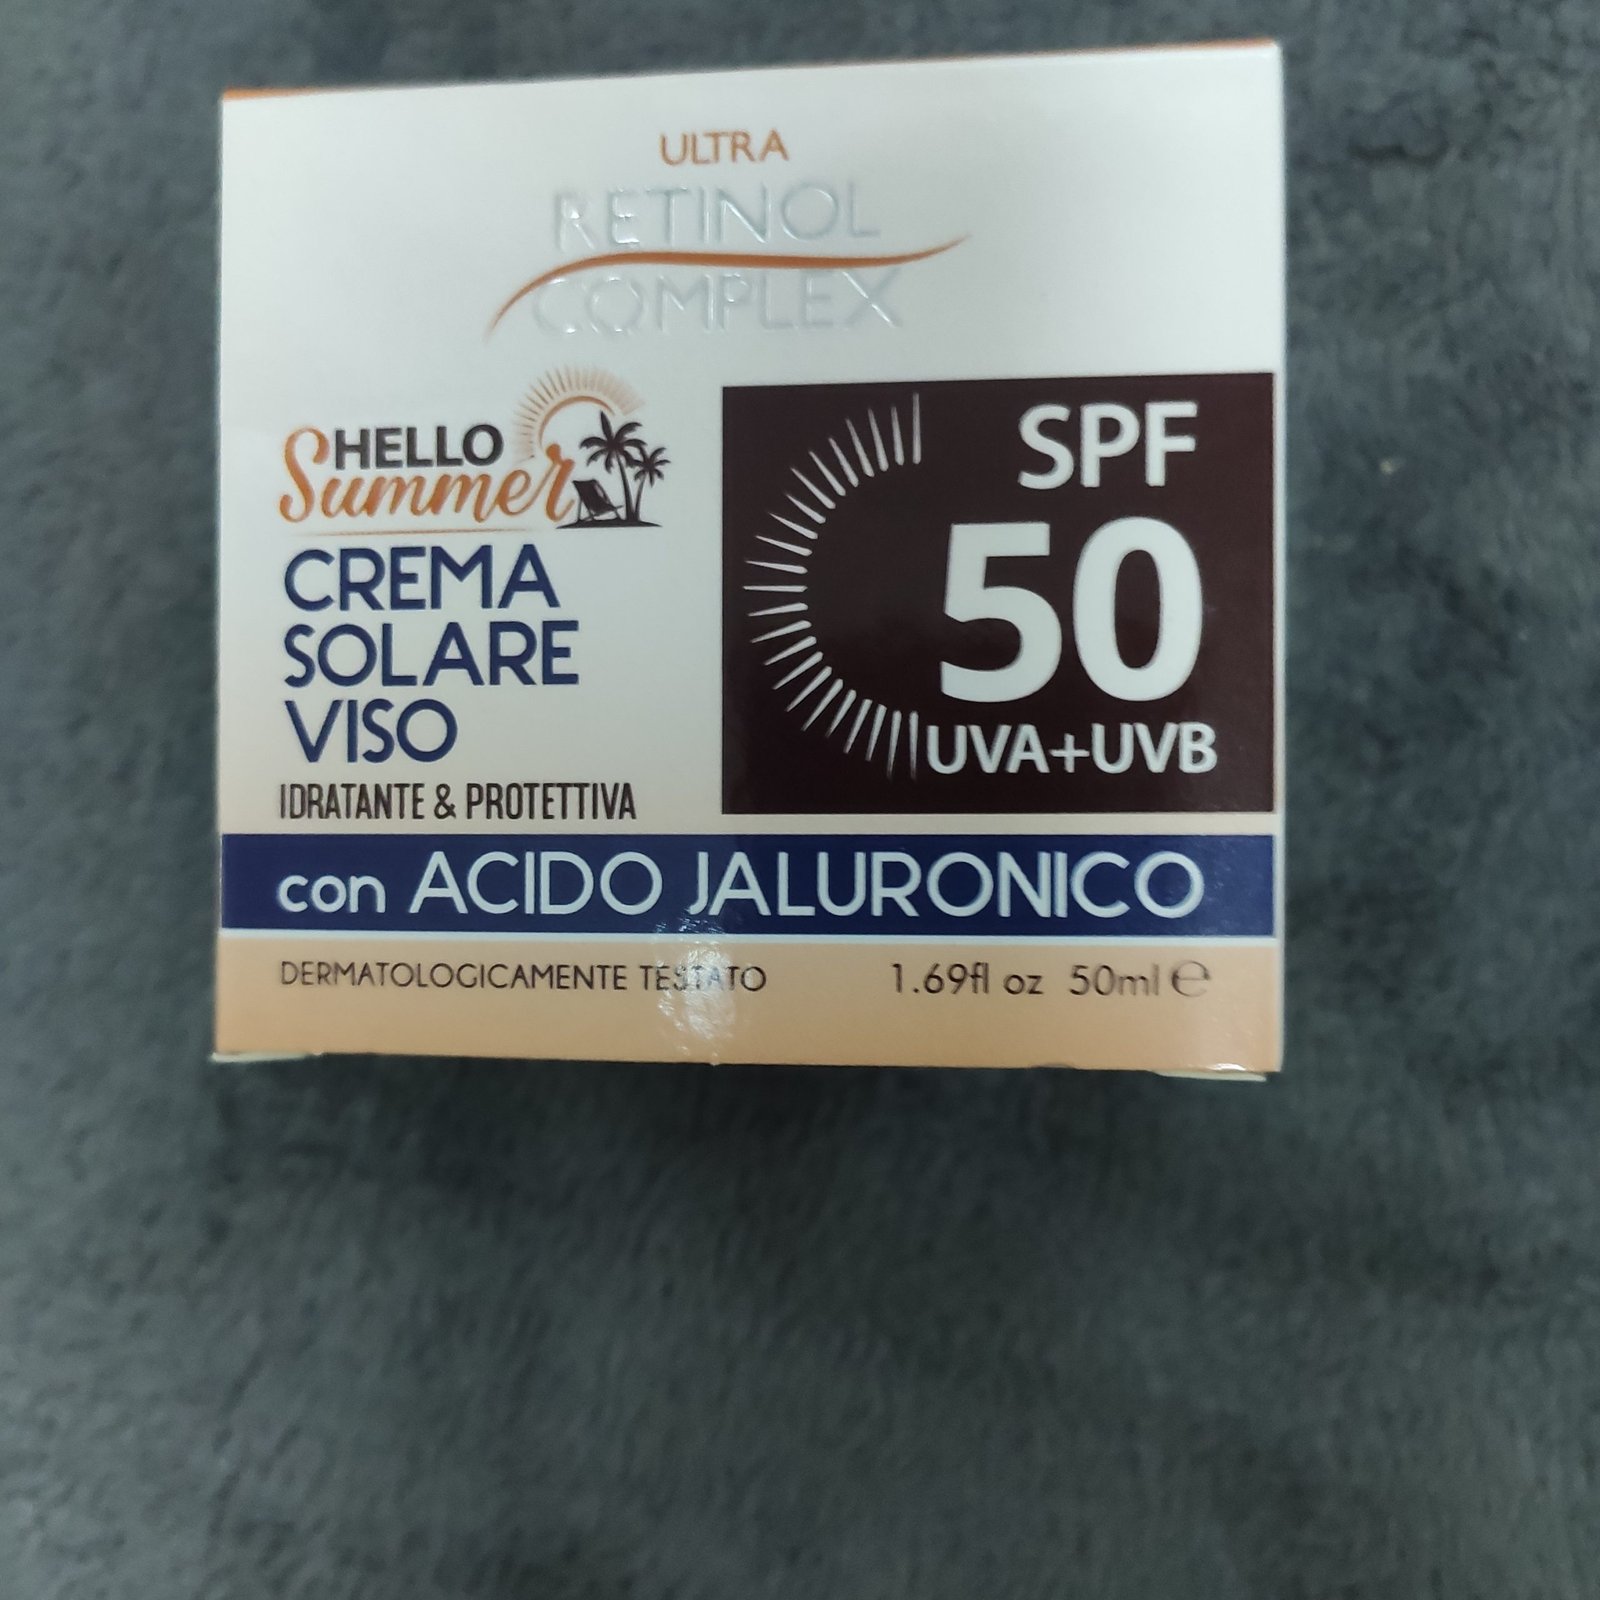 ULTRA
RETINOL
COMPLEX
HELLO
Summer
CREMA
SOLARE
VISO
IDRATANTE & PROTETTIVA
SPF
50
UVA+UVB
con ACIDO JALURONICO
DERMATOLOGICAMENTE TESTATO
1.69fl oz 50ml ℮